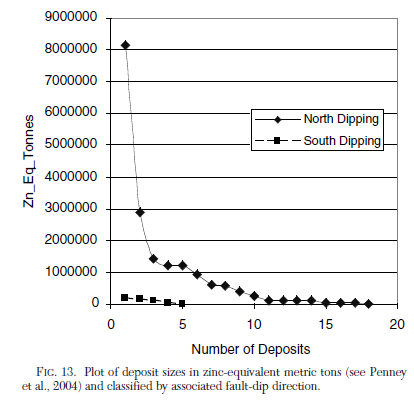 9000000
8000000
7000000
6000000
5000000
4000000
3000000
2000000
1000000
0
Zn_Eq_Tonnes
North Dipping
South Dipping
0 5 10 15 20
Number of Deposits
FIG. 13. Plot of deposit sizes in zinc-equivalent metric tons (see Penney
et al., 2004) and classified by associated fault-dip direction.